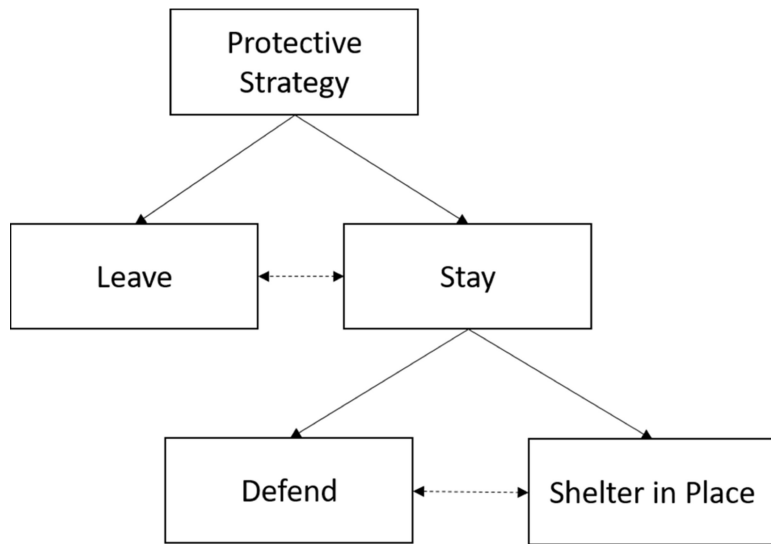 Protective
Strategy
Leave
Stay
Defend
Shelter in Place